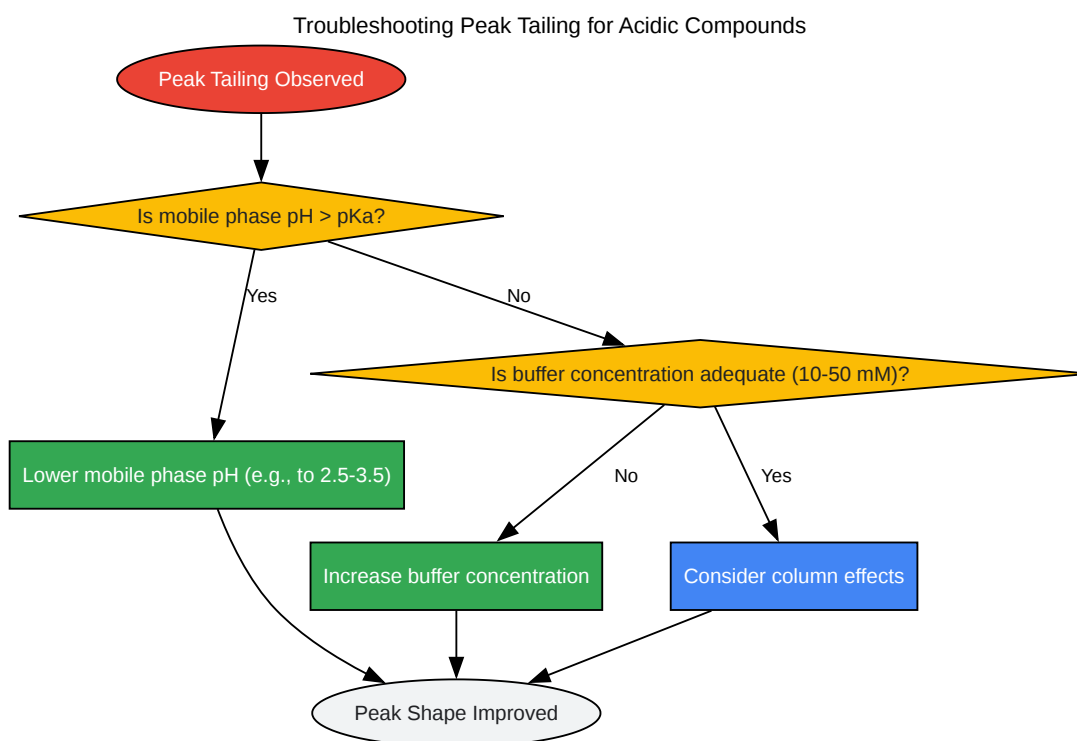 Troubleshooting Peak Tailing for Acidic Compounds
Peak Tailing Observed
Is mobile phase pH > pKa?
Yes
No
Is buffer concentration adequate (10-50 mM)?
Lower mobile phase pH (e.g., to 2.5-3.5)
No
Yes
Increase buffer concentration
Consider column effects
Peak Shape Improved